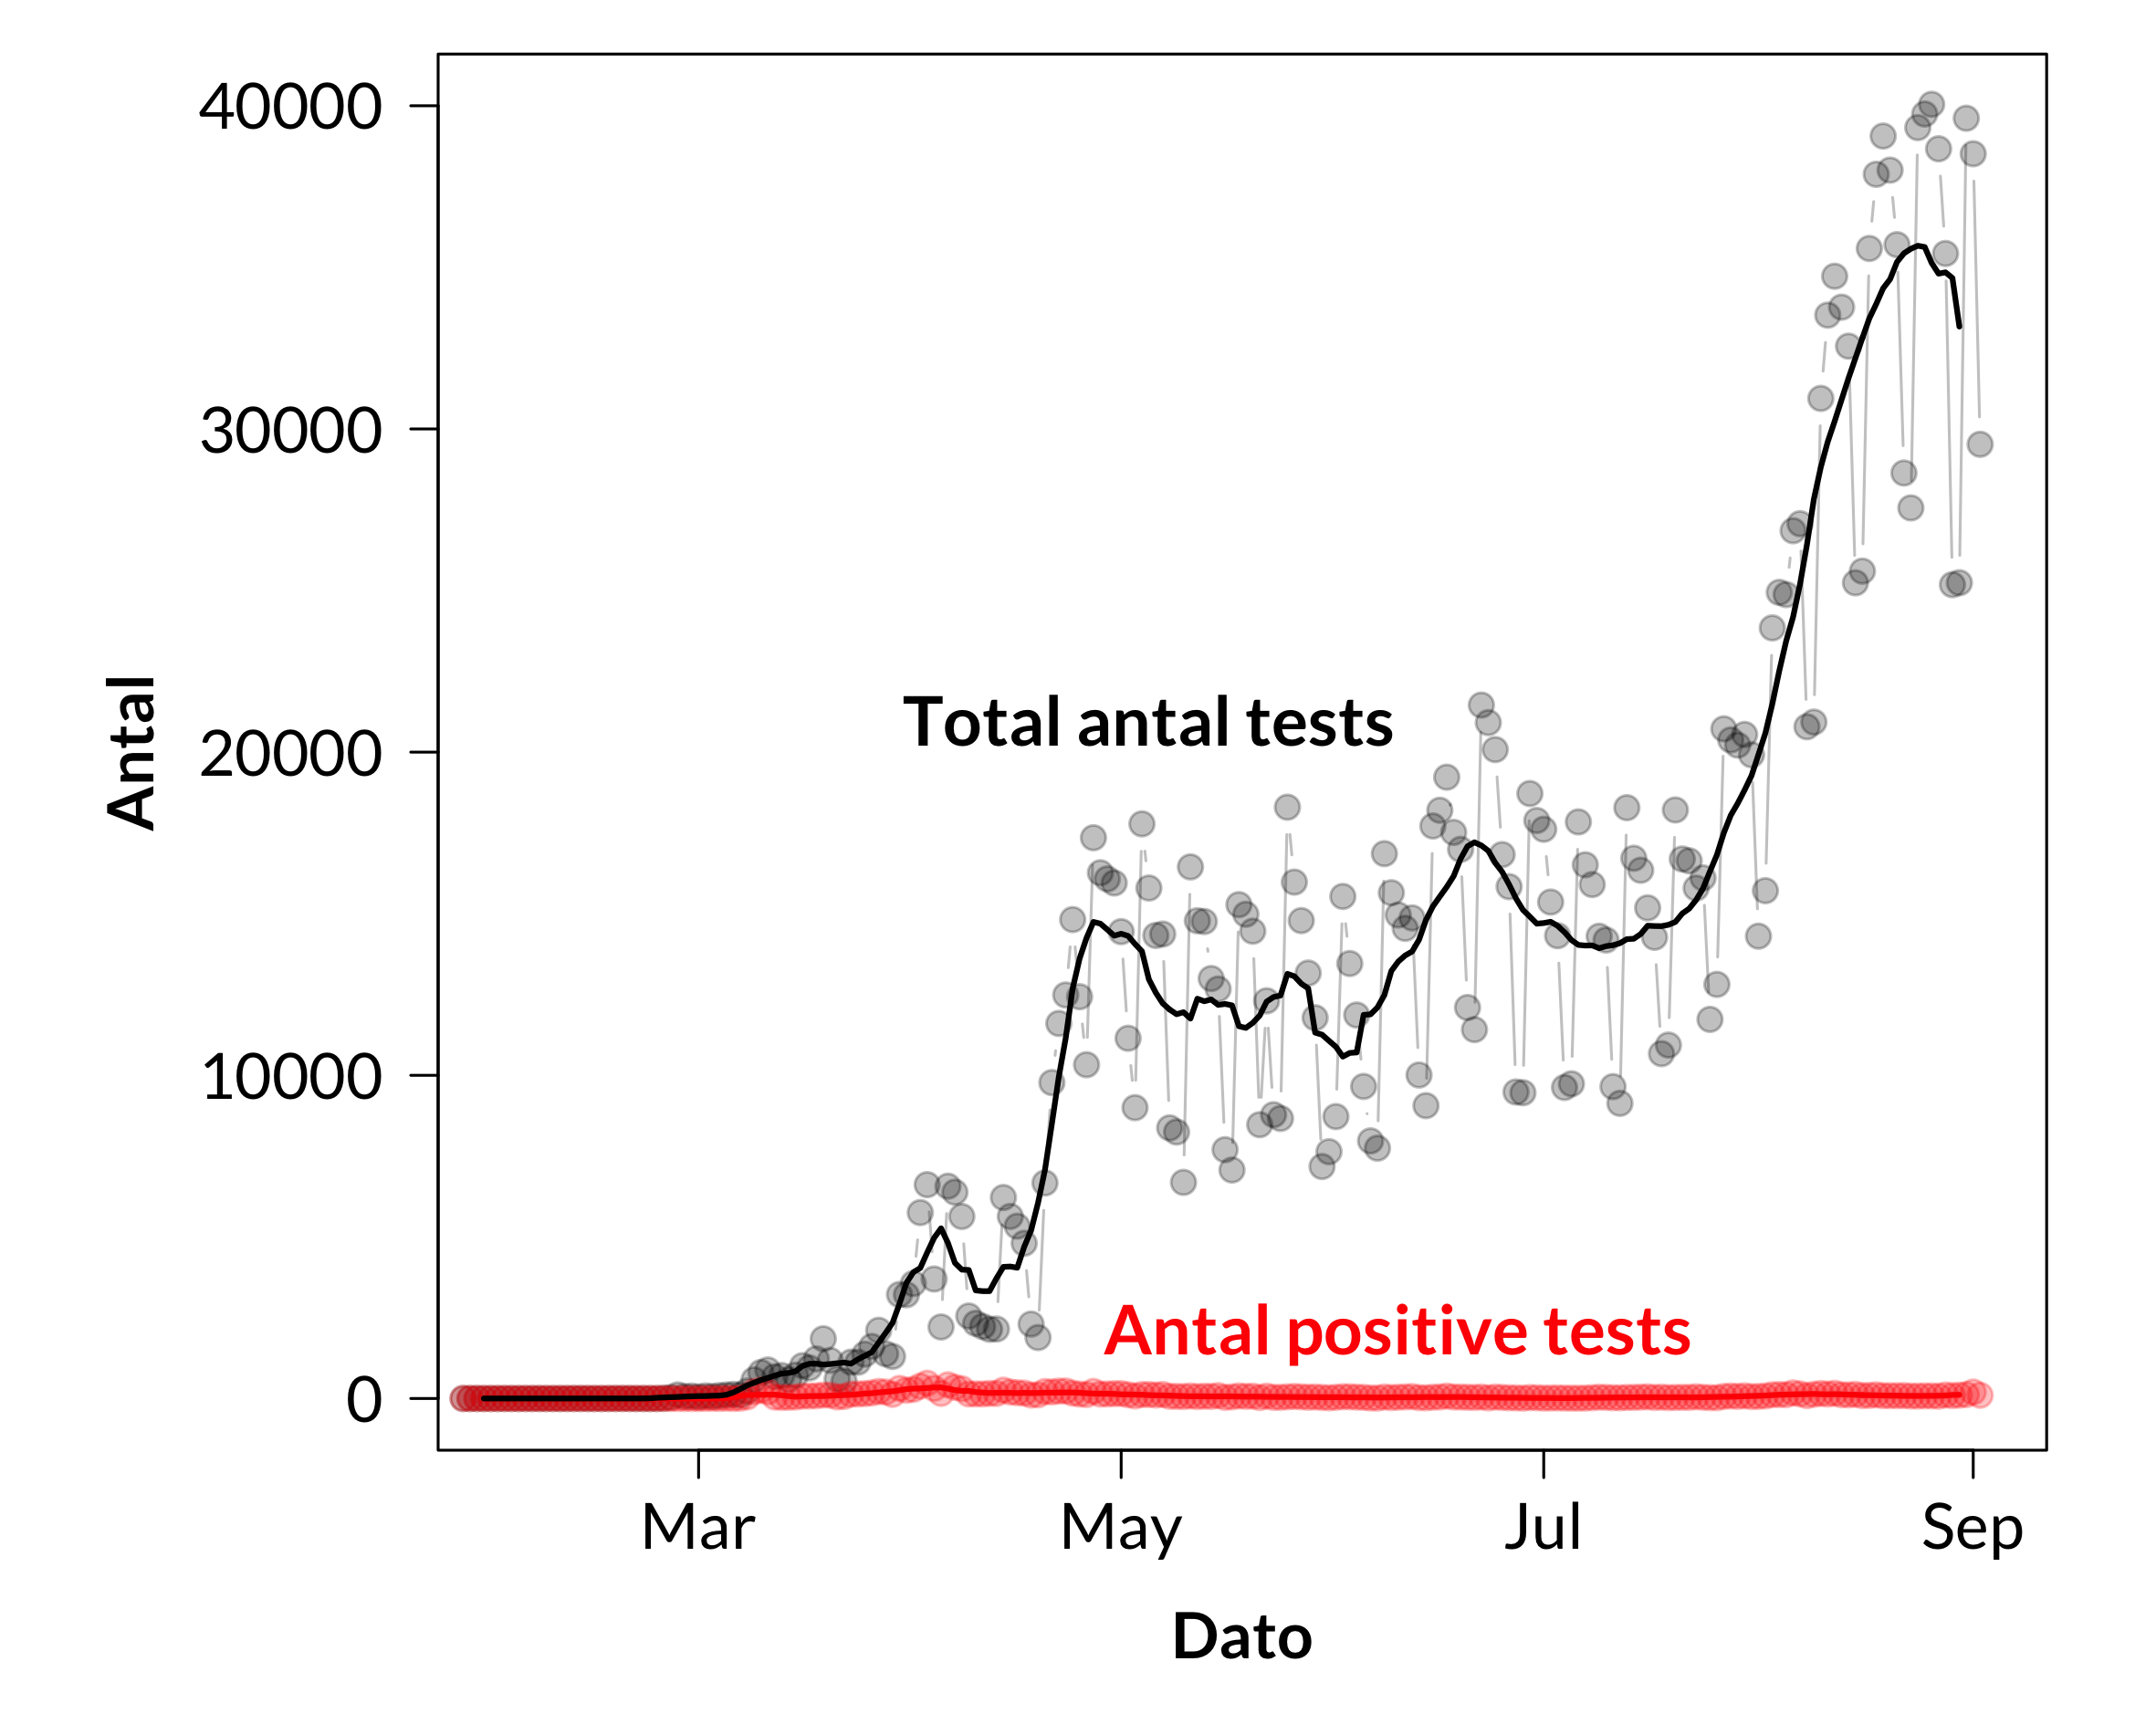 40000
30000
20000
10000
0
Antal
Total antal tests
Antal positive tests
Mar
May
Jul
Sep
Dato